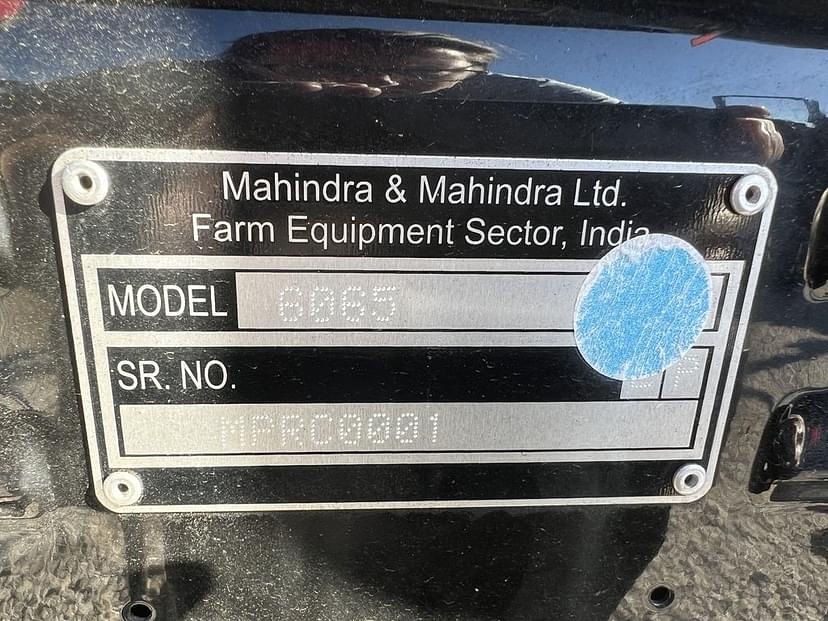 Mahindra & Mahindra Ltd.
Farm Equipment Sector, India
MODEL 6065
SR. NO.
MPRC0001